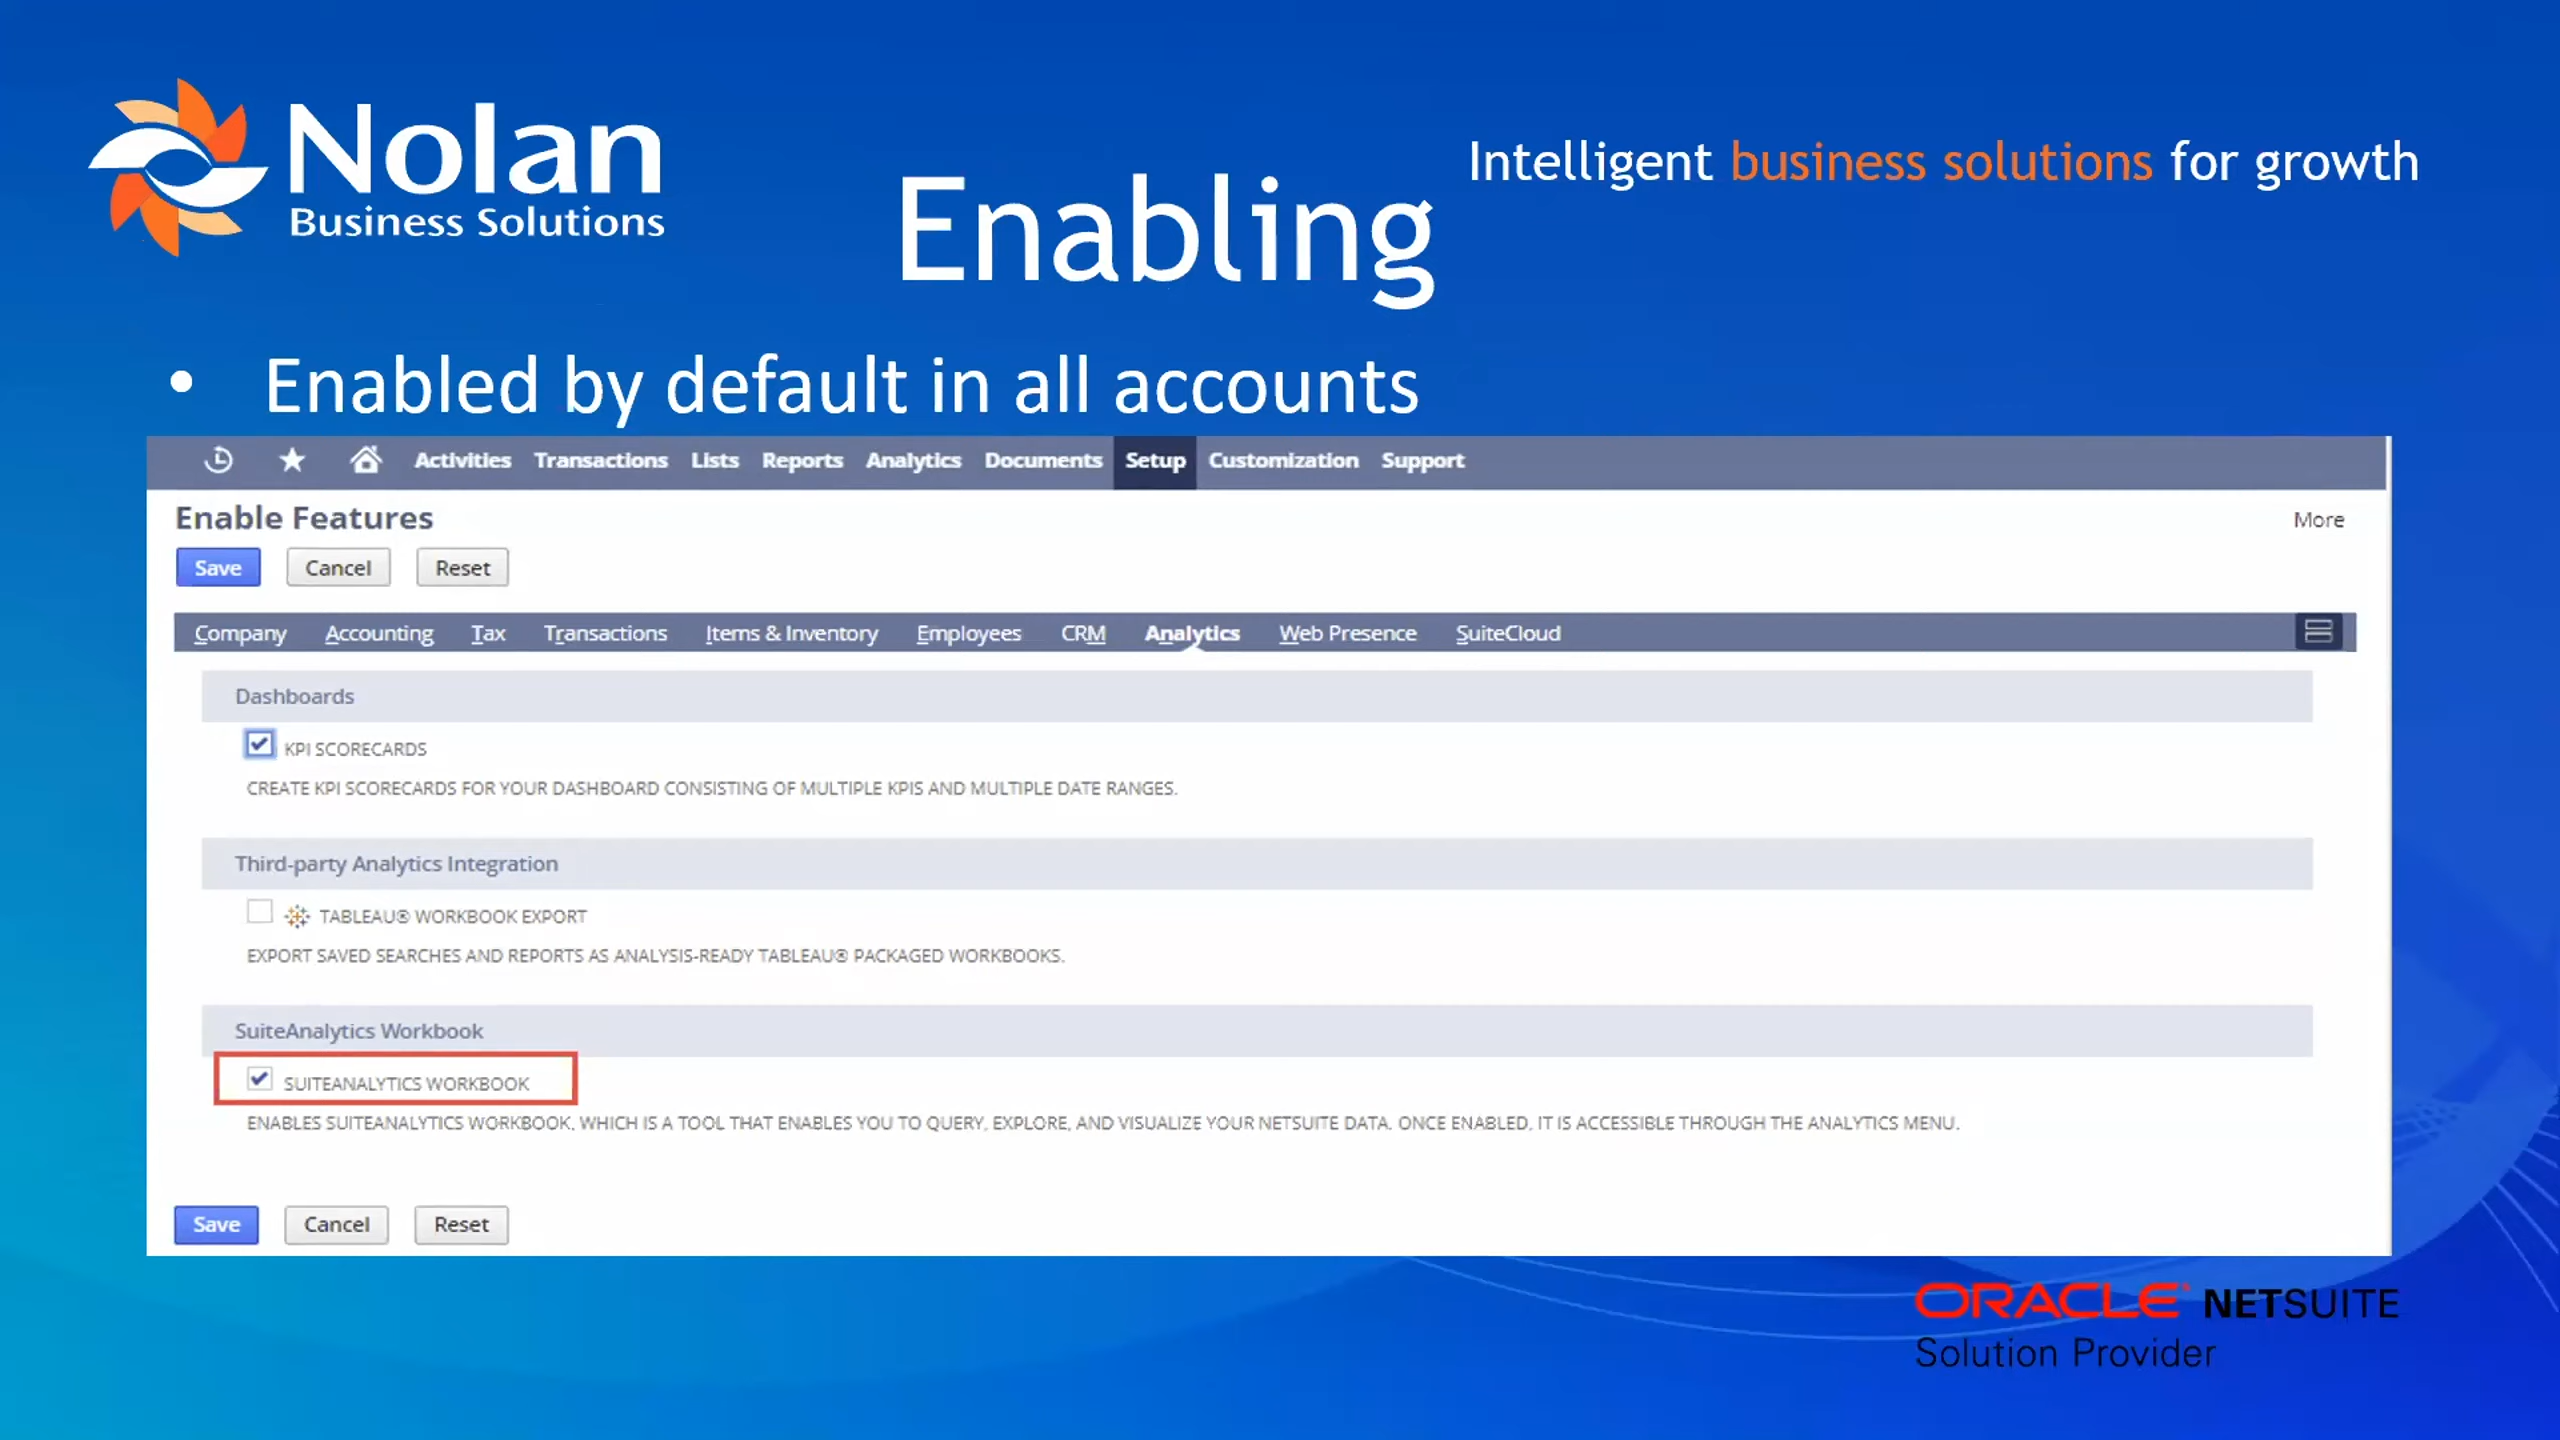 Nolan
Business Solutions
Intelligent business solutions for growth
Enabling
• Enabled by default in all accounts
Activities Transactions Lists Reports Analytics Documents Setup Customization Support
Enable Features
More
Save Cancel Reset
Company Accounting Tax Transactions Items & Inventory Employees CRM Analytics Web Presence SuiteCloud
Dashboards
KPI SCORECARDS
CREATE KPI SCORECARDS FOR YOUR DASHBOARD CONSISTING OF MULTIPLE KPIS AND MULTIPLE DATE RANGES.
Third-party Analytics Integration
TABLEAU® WORKBOOK EXPORT
EXPORT SAVED SEARCHES AND REPORTS AS ANALYSIS-READY TABLEAU® PACKAGED WORKBOOKS.
SuiteAnalytics Workbook
SUITEANALYTICS WORKBOOK
ENABLES SUITEANALYTICS WORKBOOK, WHICH IS A TOOL THAT ENABLES YOU TO QUERY, EXPLORE, AND VISUALIZE YOUR NETSUITE DATA. ONCE ENABLED, IT IS ACCESSIBLE THROUGH THE ANALYTICS MENU.
Save Cancel Reset
ORACLE NETSUITE
Solution Provider